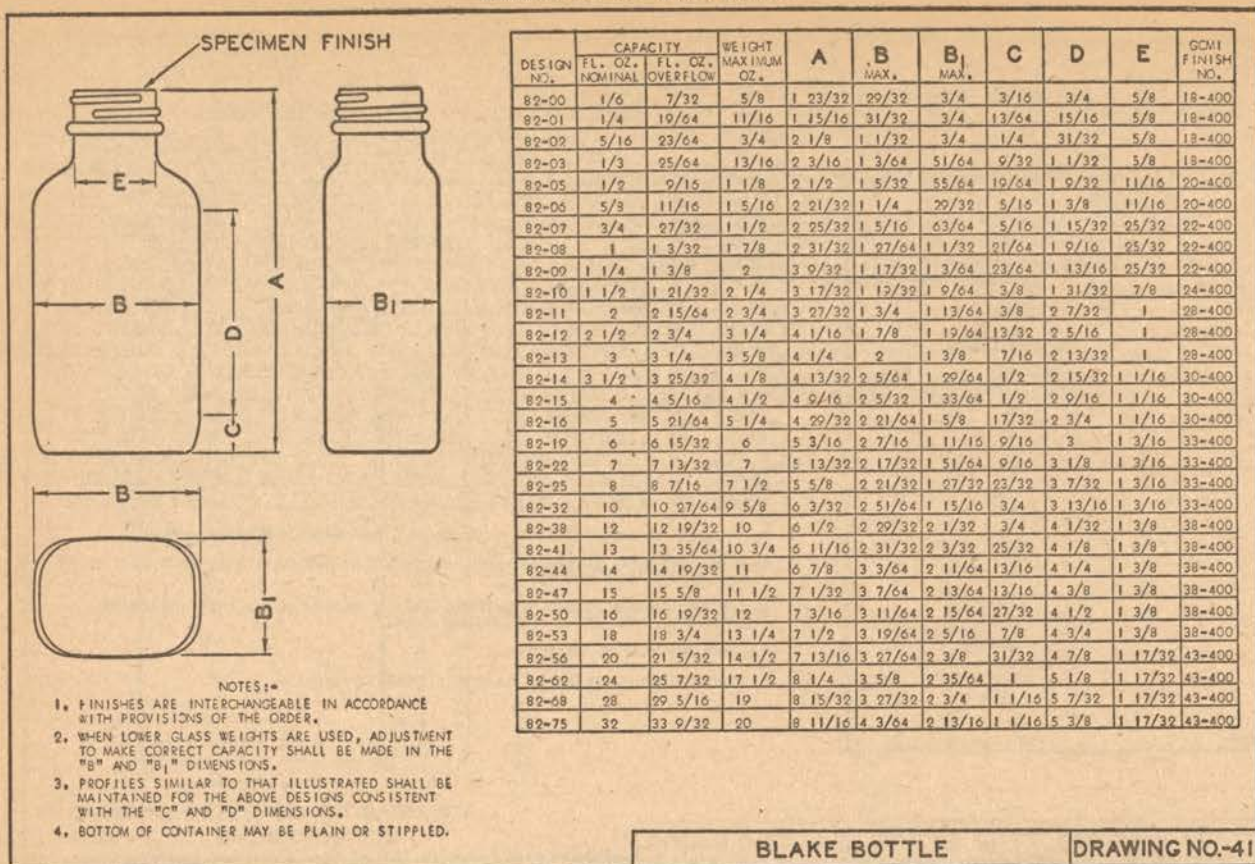 SPECIMEN FINISH
E
A
B
D
C
B1
B
B1
NOTES:-
1. FINISHES ARE INTERCHANGEABLE IN ACCORDANCE
WITH PROVISIONS OF THE ORDER.
2. WHEN LOWER GLASS WEIGHTS ARE USED, ADJUSTMENT
TO MAKE CORRECT CAPACITY SHALL BE MADE IN THE
"B" AND "B1" DIMENSIONS.
3. PROFILES SIMILAR TO THAT ILLUSTRATED SHALL BE
MAINTAINED FOR THE ABOVE DESIGNS CONSISTENT
WITH THE "C" AND "D" DIMENSIONS.
4. BOTTOM OF CONTAINER MAY BE PLAIN OR STIPPLED.
DESIGN NO. CAPACITY FL. OZ. NOMINAL FL. OZ. OVERFLOW WEIGHT MAXIMUM OZ. A B MAX. B1 MAX. C D E GCMI FINISH NO.
82-00 1/6 7/32 5/8 1 23/32 29/32 3/4 3/16 3/4 5/8 18-400
82-01 1/4 19/64 11/16 1 15/16 31/32 3/4 13/64 15/16 5/8 18-400
82-02 5/16 23/64 3/4 2 1/8 1 1/32 3/4 1/4 31/32 5/8 18-400
82-03 1/3 25/64 13/16 2 3/16 1 3/64 51/64 9/32 1 1/32 5/8 18-400
82-05 1/2 9/16 1 1/8 2 1/2 1 5/32 55/64 19/64 1 9/32 11/16 20-400
82-06 5/8 11/16 1 5/16 2 21/32 1 1/4 29/32 5/16 1 3/8 11/16 20-400
82-07 3/4 27/32 1 1/2 2 25/32 1 5/16 63/64 5/16 1 15/32 25/32 22-400
82-08 1 1 3/32 1 7/8 2 31/32 1 27/64 1 1/32 21/64 1 9/16 25/32 22-400
82-09 1 1/4 1 3/8 2 3 9/32 1 17/32 1 3/64 23/64 1 13/16 25/32 22-400
82-10 1 1/2 1 21/32 2 1/4 3 17/32 1 19/32 1 9/64 3/8 1 31/32 7/8 24-400
82-11 2 2 15/64 2 3/4 3 27/32 1 3/4 1 13/64 3/8 2 7/32 1 28-400
82-12 2 1/2 2 3/4 3 1/4 4 1/16 1 7/8 1 19/64 13/32 2 5/16 1 28-400
82-13 3 3 1/4 3 5/8 4 1/4 2 1 3/8 7/16 2 13/32 1 28-400
82-14 3 1/2 3 25/32 4 1/8 4 13/32 2 5/64 1 29/64 1/2 2 15/32 1 1/16 30-400
82-15 4 4 5/16 4 1/2 4 9/16 2 5/32 1 33/64 1/2 2 9/16 1 1/16 30-400
82-16 5 5 21/64 5 1/4 4 29/32 2 21/64 1 5/8 17/32 2 3/4 1 1/16 30-400
82-19 6 6 15/32 6 5 3/16 2 7/16 1 11/16 9/16 3 1 3/16 33-400
82-22 7 7 13/32 7 5 13/32 2 17/32 1 51/64 9/16 3 1/8 1 3/16 33-400
82-25 8 8 7/16 7 1/2 5 5/8 2 21/32 1 27/32 23/32 3 7/32 1 3/16 33-400
82-32 10 10 27/64 9 5/8 6 3/32 2 51/64 1 15/16 3/4 3 13/16 1 3/16 33-400
82-38 12 12 19/32 10 6 1/2 2 29/32 2 1/32 3/4 4 1/32 1 3/8 38-400
82-41 13 13 35/64 10 3/4 6 11/16 2 31/32 2 3/32 25/32 4 1/8 1 3/8 38-400
82-44 14 14 19/32 11 6 7/8 3 3/64 2 11/64 13/16 4 1/4 1 3/8 38-400
82-47 15 15 5/8 11 1/2 7 1/32 3 7/64 2 13/64 13/16 4 3/8 1 3/8 38-400
82-50 16 16 19/32 12 7 3/16 3 11/64 2 15/64 27/32 4 1/2 1 3/8 38-400
82-53 18 18 3/4 13 1/4 7 1/2 3 19/64 2 5/16 7/8 4 3/4 1 3/8 38-400
82-56 20 21 5/32 14 1/2 7 13/16 3 27/64 2 3/8 31/32 4 7/8 1 17/32 43-400
82-62 24 25 7/32 17 1/2 8 1/4 3 5/8 2 35/64 1 5 1/8 1 17/32 43-400
82-68 28 29 5/16 19 8 15/32 3 27/32 2 3/4 1 1/16 5 7/32 1 17/32 43-400
82-75 32 33 9/32 20 8 11/16 4 3/64 2 13/16 1 1/16 5 3/8 1 17/32 43-400
BLAKE BOTTLE DRAWING NO.-41